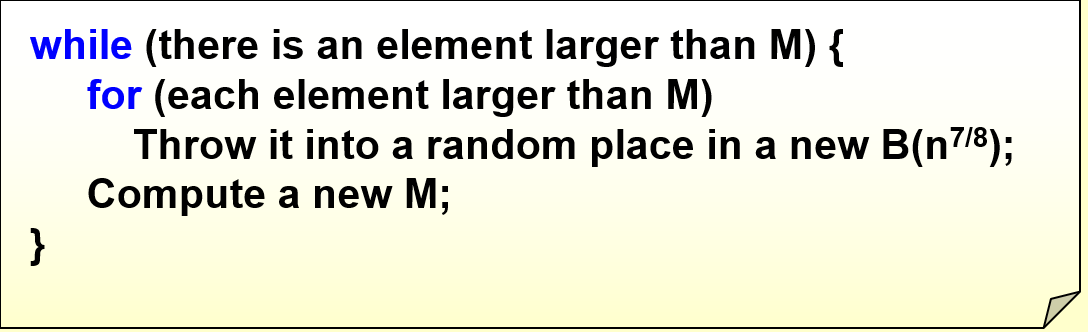 while (there is an element larger than M) {
for (each element larger than M)
Throw it into a random place in a new B(n^7/8);
Compute a new M;
}